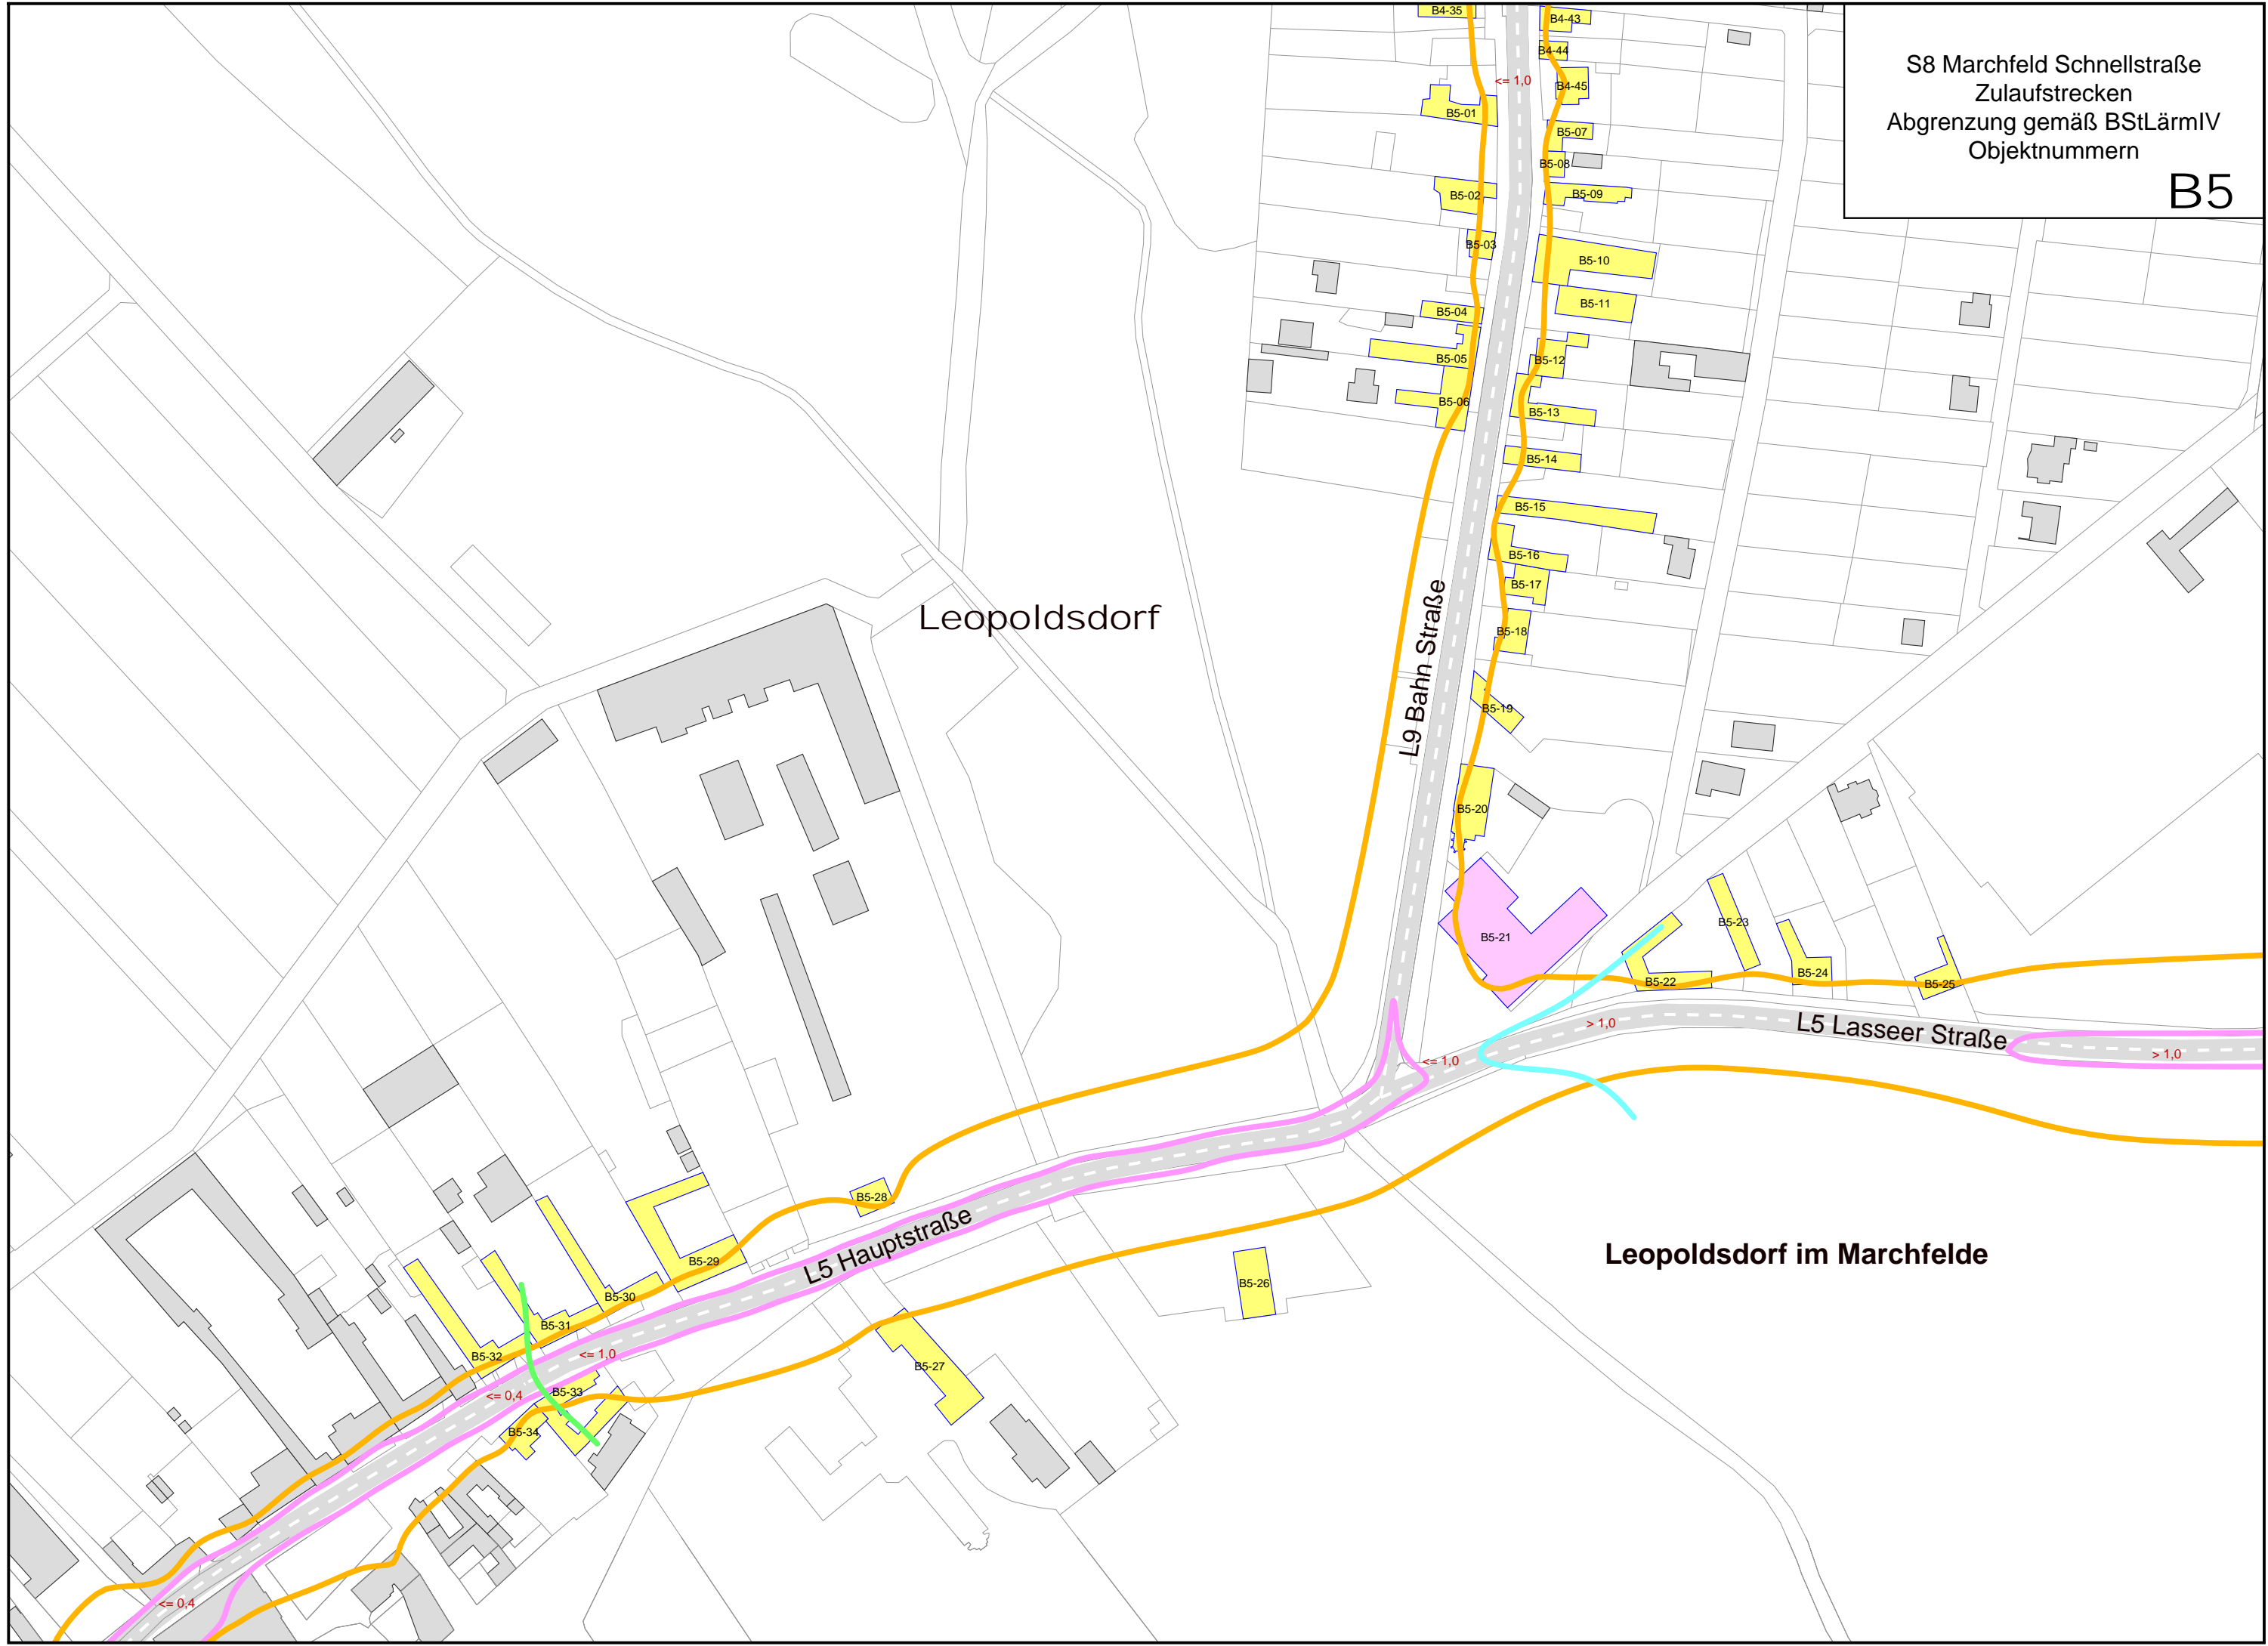 S8 Marchfeld Schnellstraße
Zulaufstrecken
Abgrenzung gemäß BStLärmIV
Objektnummern
B5
B4-35
B4-43
B4-44
<= 1,0
B4-45
B5-01
B5-07
B5-08
B5-02
B5-09
B5-03
B5-10
B5-04
B5-11
B5-05
B5-12
B5-06
B5-13
B5-14
B5-15
B5-16
B5-17
Leopoldsdorf
B5-18
L9 Bahn Straße
B5-19
B5-20
B5-21
B5-23
B5-22
B5-24
B5-25
> 1,0
L5 Lasseer Straße
> 1,0
<= 1,0
B5-28
L5 Hauptstraße
Leopoldsdorf im Marchfelde
B5-29
B5-26
B5-30
B5-31
B5-32
<= 1,0
B5-27
<= 0,4
B5-33
B5-34
<= 0,4